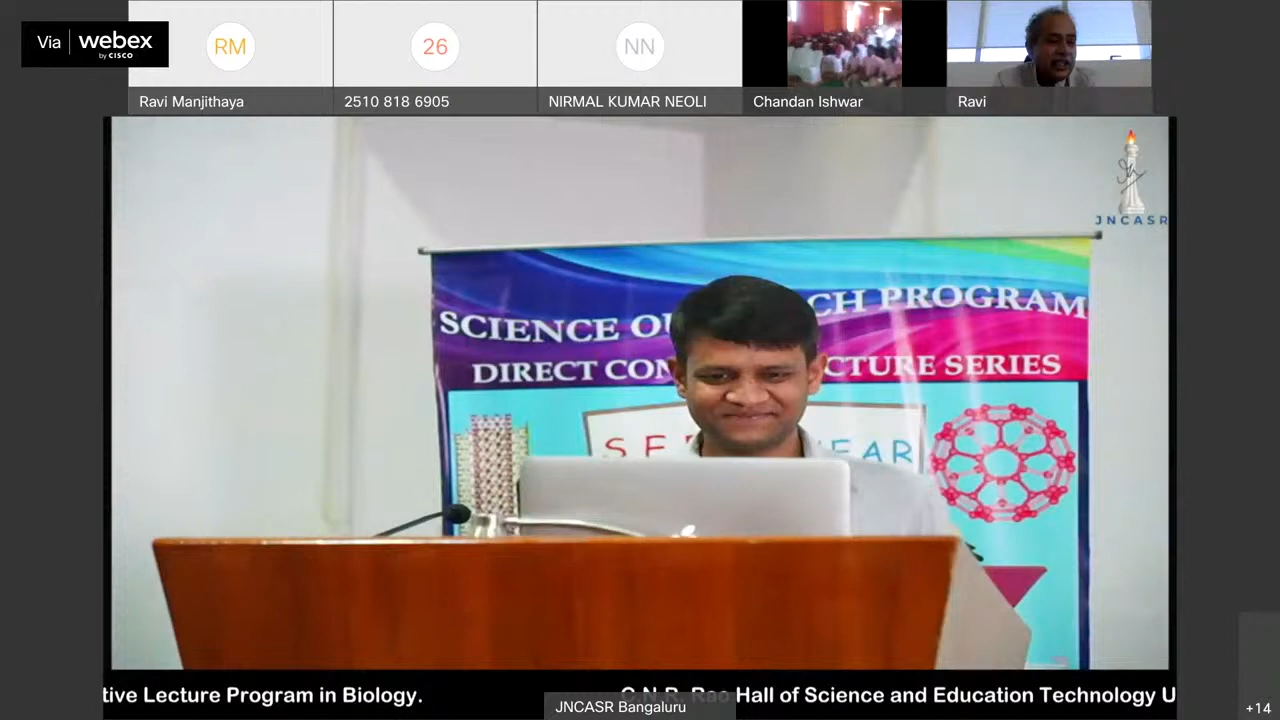 Via webex
by CISCO
RM
26
NN
Ravi Manjithaya
2510 818 6905
NIRMAL KUMAR NEOLI
Chandan Ishwar
Ravi
JNCASR
SCIENCE CH PROGRAM
DIRECT SERIES
tive Lecture Program in Biology.
C.N.R. Rao Hall of Science and Education Technology U
JNCASR Bangaluru
+14